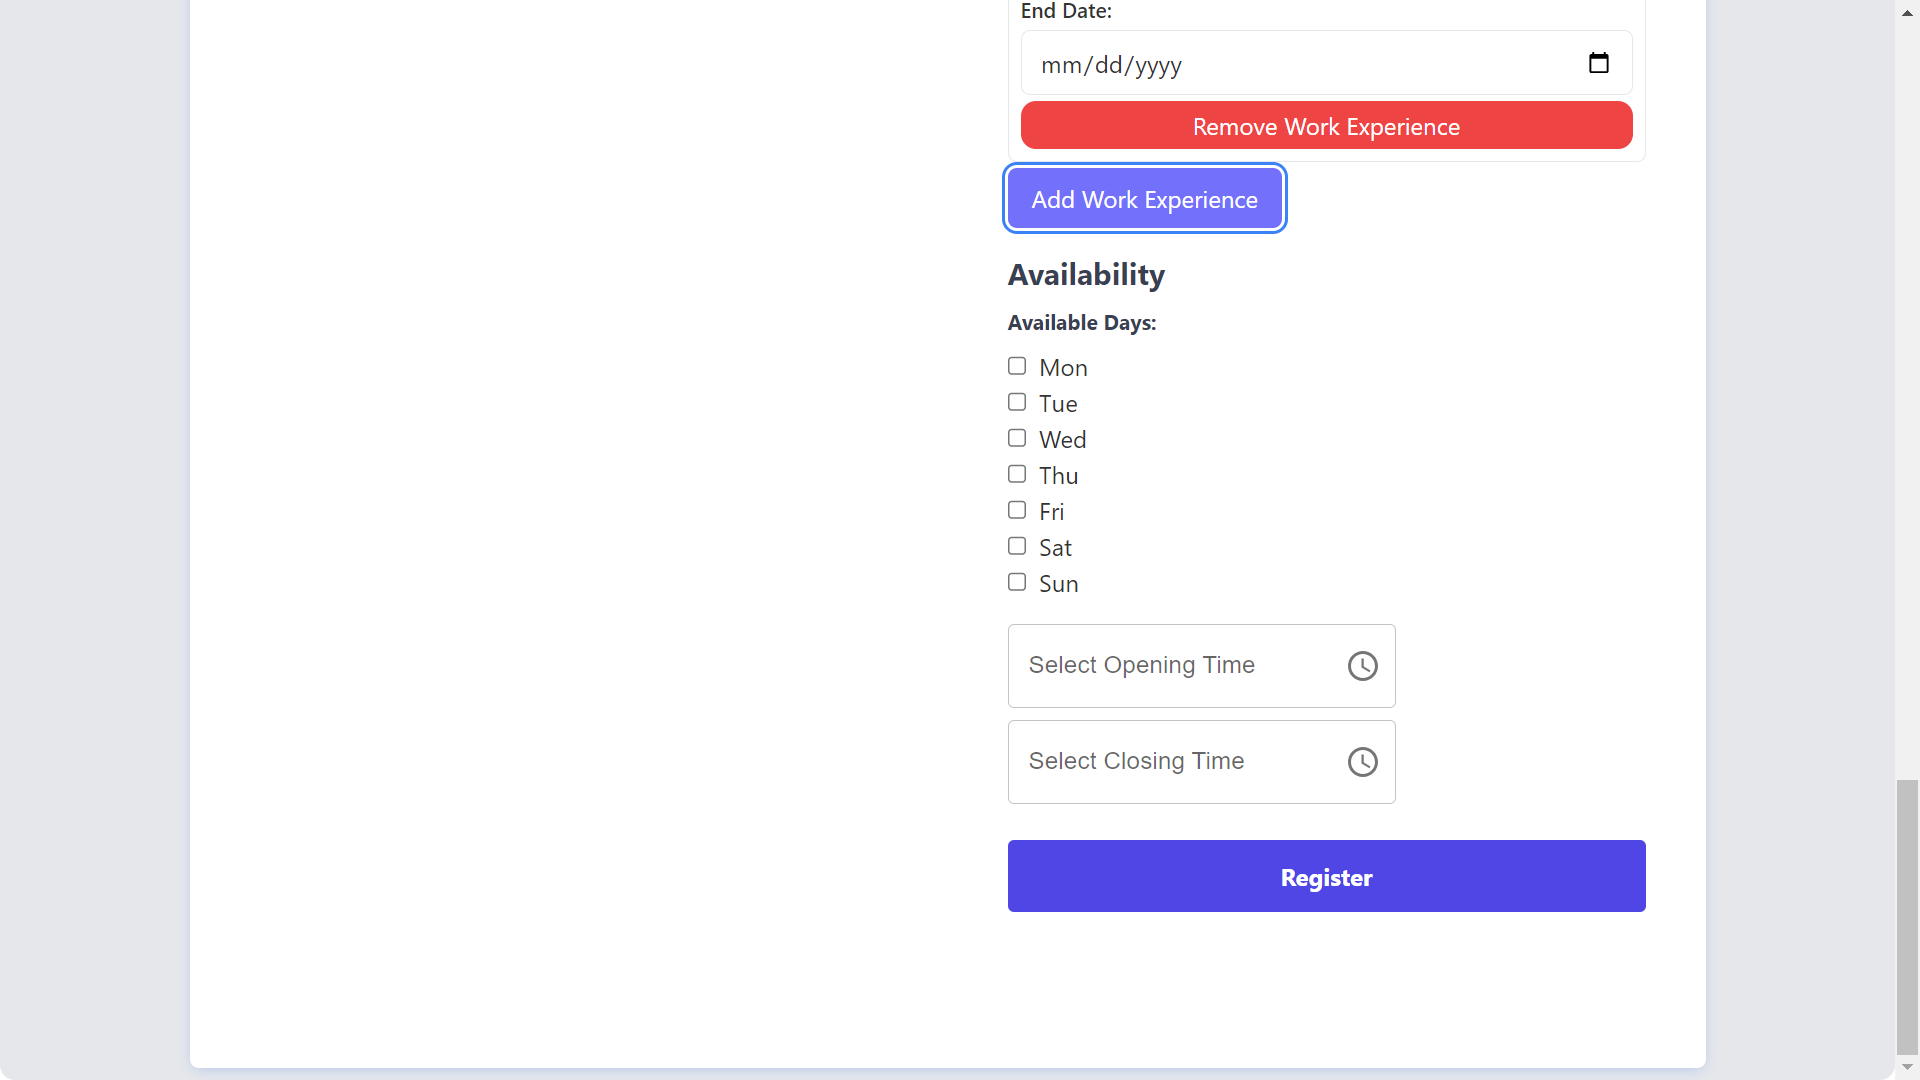 End Date:
mm/dd/yyyy
Remove Work Experience
Add Work Experience
Availability
Available Days:
Mon
Tue
Wed
Thu
Fri
Sat
Sun
Select Opening Time
Select Closing Time
Register